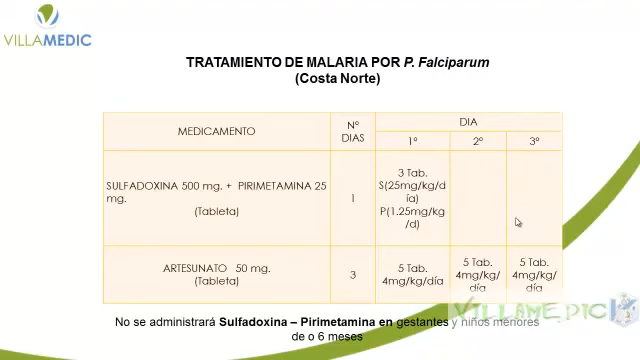 VILLAMEDIC
TRATAMIENTO DE MALARIA POR P. Falciparum
(Costa Norte)
MEDICAMENTO
Nº
DIAS
DIA
1º
2º
3º
SULFADOXINA 500 mg. + PIRIMETAMINA 25
mg.
(Tableta)
1
3 Tab.
S(25mg/kg/d
ía)
P(1.25mg/kg
/d)
ARTESUNATO 50 mg.
(Tableta)
3
5 Tab.
4mg/kg/día
5 Tab.
4mg/kg/
día
5 Tab.
4mg/kg/
día
VILLAMEDIC
No se administrará Sulfadoxina – Pirimetamina en gestantes y niños menores
de o 6 meses